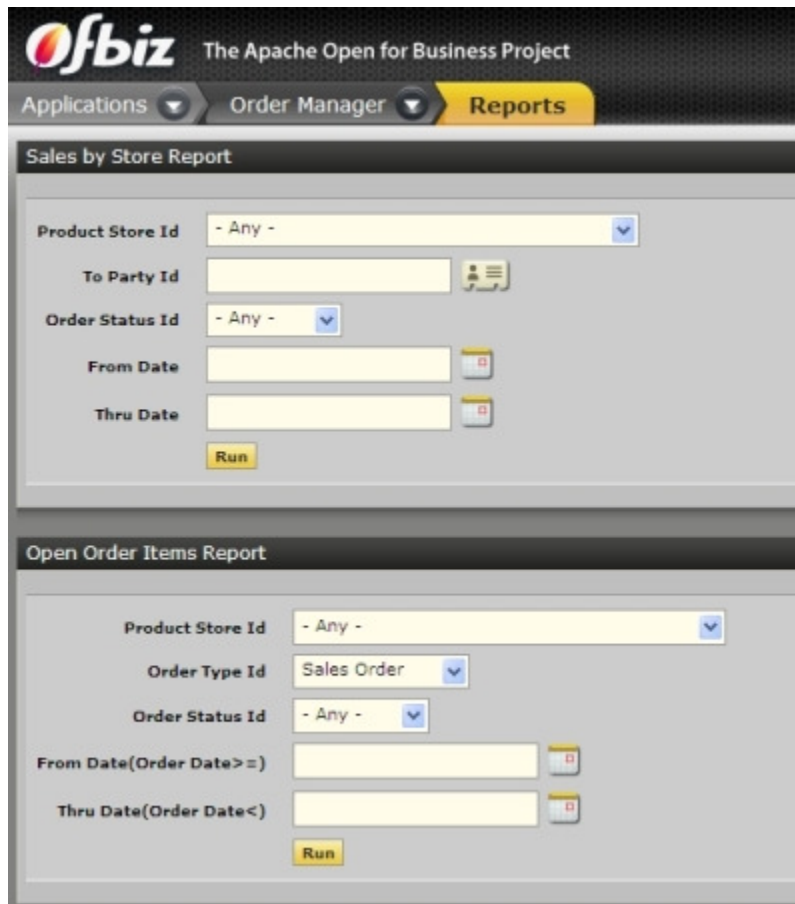 Ofbiz The Apache Open for Business Project
Applications Order Manager Reports
Sales by Store Report
Product Store Id - Any -
To Party Id
Order Status Id - Any -
From Date
Thru Date
Run
Open Order Items Report
Product Store Id - Any -
Order Type Id Sales Order
Order Status Id - Any -
From Date(Order Date>=)
Thru Date(Order Date<)
Run